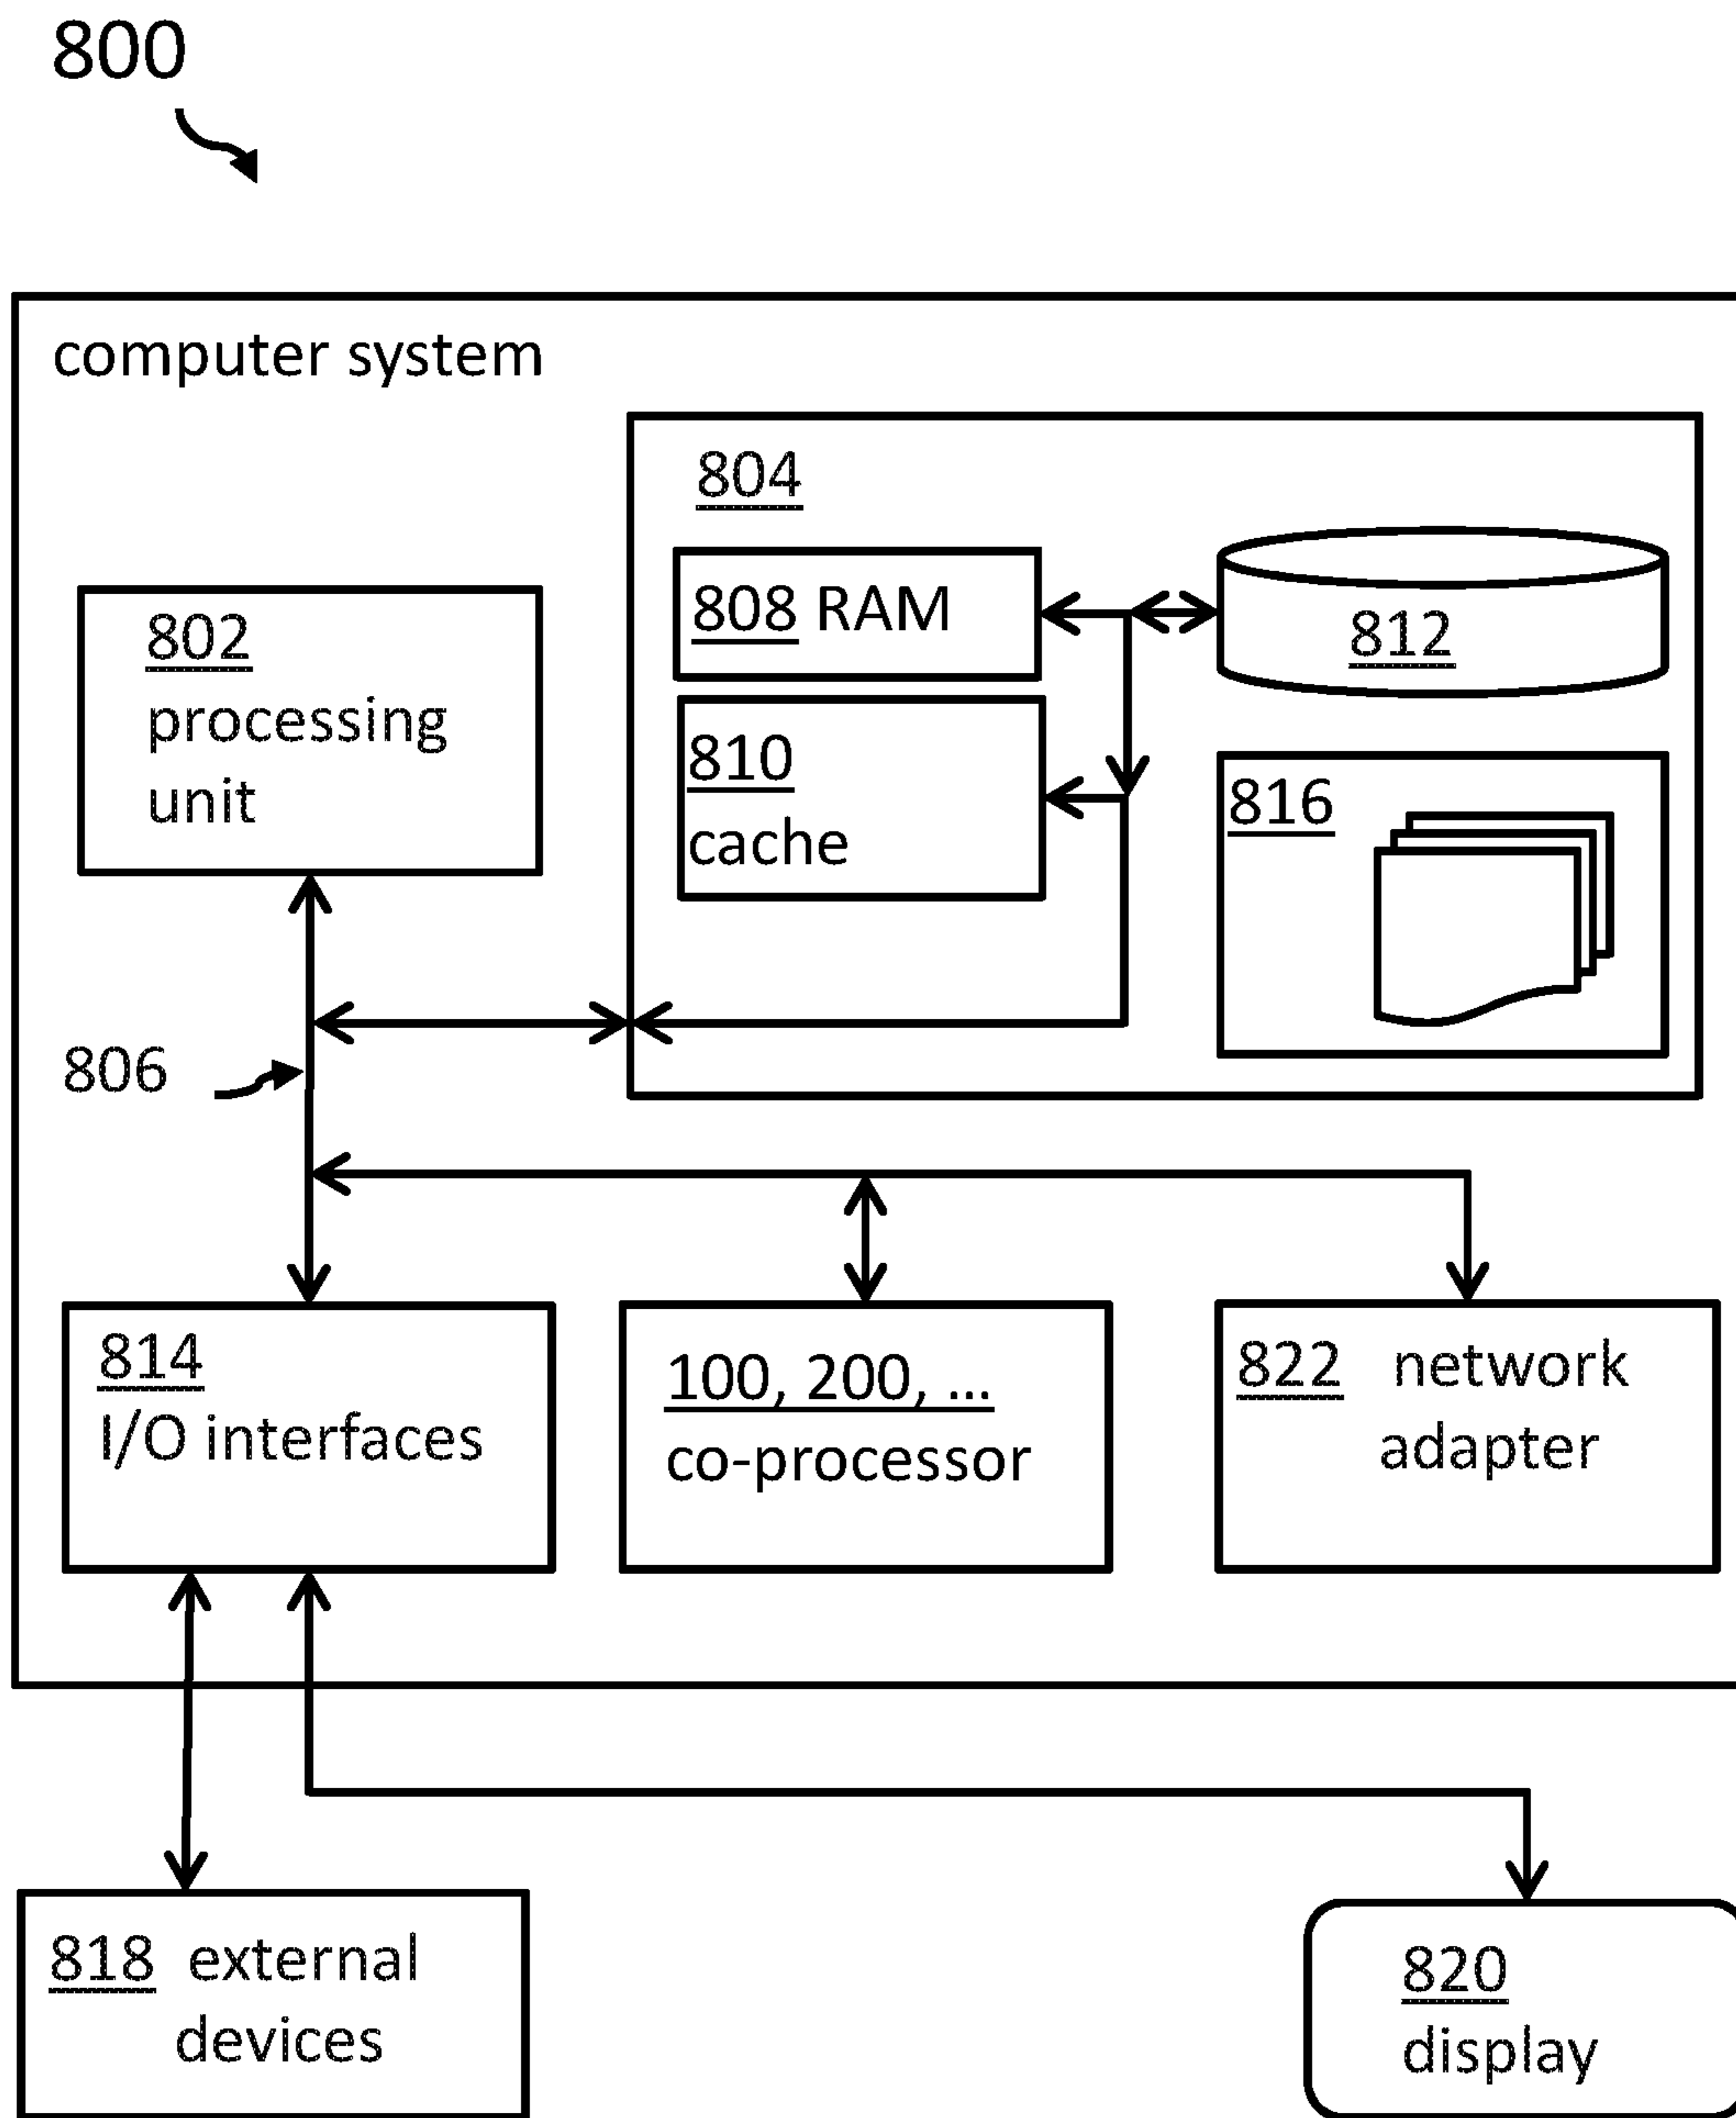 800
computer system
804
802
processing
unit
808 RAM
812
810
cache
816
806
814
I/O interfaces
100, 200, ...
co-processor
822 network
adapter
818 external
devices
820
display